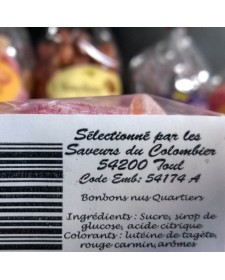 Sélectionné par les
Saveurs du Colombier
54200 Toul
Code Emb: 54174 A
Bonbons nus Quartiers
Ingrédients : Sucre, sirop de
glucose, acide citrique
Colorants : lutéine de tagète,
rouge carmin, arômes